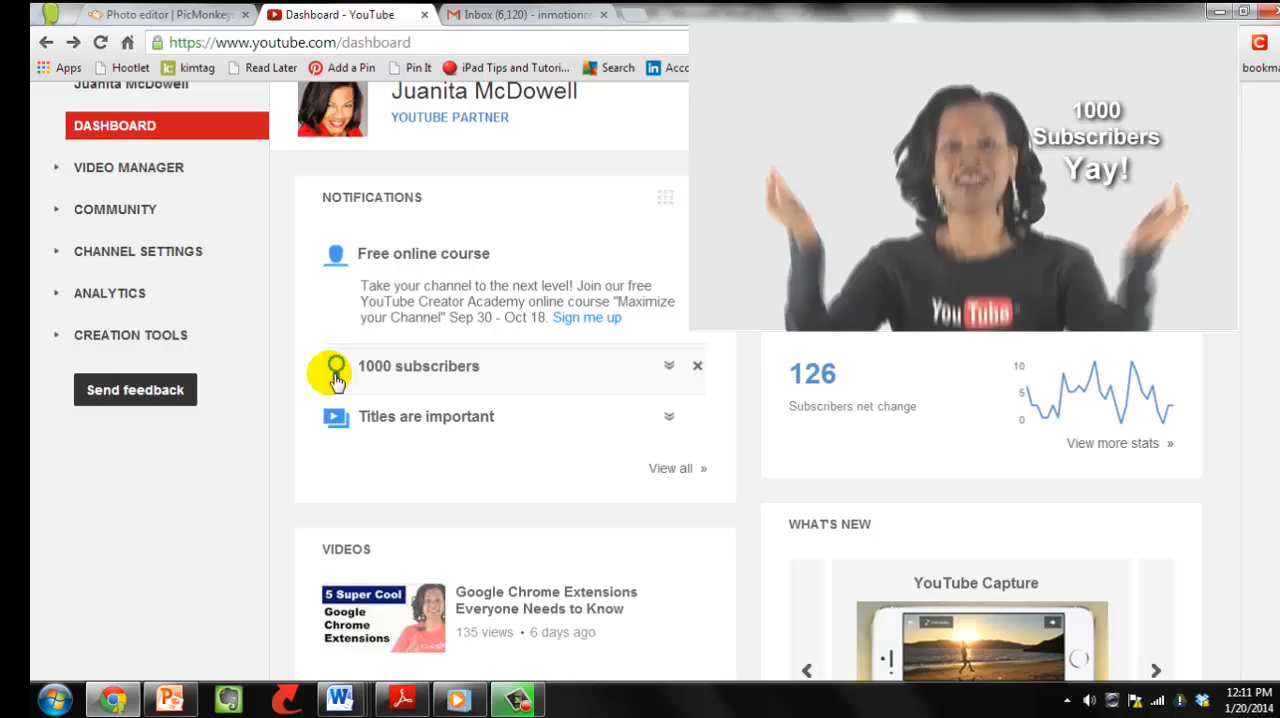 Photo editor | PicMonkey:
Dashboard - YouTube
Inbox (6,120) - inmotionre
https://www.youtube.com/dashboard
Apps
Hootlet
kimtag
Read Later
Add a Pin
Pin It
iPad Tips and Tutori...
Search
Acco
bookma
Juanita McDowell
DASHBOARD
VIDEO MANAGER
COMMUNITY
CHANNEL SETTINGS
ANALYTICS
CREATION TOOLS
Send feedback
Juanita McDowell
YOUTUBE PARTNER
NOTIFICATIONS
Free online course
Take your channel to the next level! Join our free
YouTube Creator Academy online course "Maximize
your Channel" Sep 30 - Oct 18. Sign me up
1000 subscribers
Titles are important
View all »
VIDEOS
5 Super Cool
Google
Chrome
Extensions
Google Chrome Extensions
Everyone Needs to Know
135 views • 6 days ago
1000
Subscribers
Yay!
You Tube
126
Subscribers net change
10
5
0
View more stats »
WHAT'S NEW
YouTube Capture
12:11 PM
1/20/2014